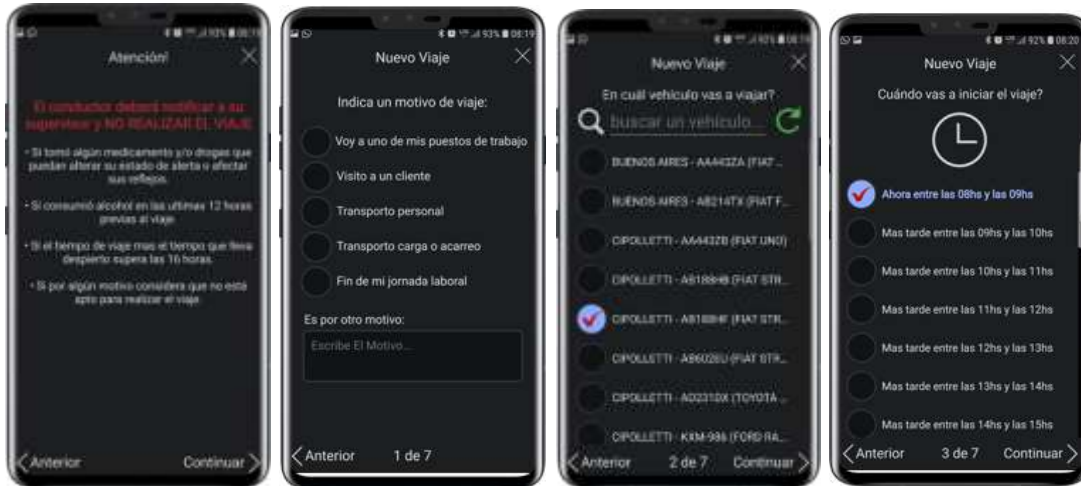 08:19
Atención!
El conductor deberá notificar a su
supervisor y NO REALIZAR EL VIAJE
• Si tomó algún medicamento y/o drogas que
puedan alterar su estado de alerta o afectar
sus reflejos.
• Si consumió alcohol en las ultimas 12 horas
previas al viaje
• Si el tiempo de viaje mas el tiempo que lleva
despierto supera las 16 horas.
• Si por algún motivo considera que no está
apto para realizar el viaje
Anterior
Continuar
93% 08:19
Nuevo Viaje
Indica un motivo de viaje:
Voy a uno de mis puestos de trabajo
Visito a un cliente
Transporto personal
Transporto carga o acarreo
Fin de mi jornada laboral
Es por otro motivo:
Escribe El Motivo...
Anterior 1 de 7
Nuevo Viaje
En cuál vehículo vas a viajar?
buscar un vehículo...
BUENOS AIRES - AA443ZA (FIAT ...
BUENOS AIRES - AB214TX (FIAT F...
CIPOLLETTI - AA443ZB (FIAT UNO)
CIPOLLETTI - AB188HB (FIAT STR...
CIPOLLETTI - AB188HF (FIAT STR...
CIPOLLETTI - AB602EU (FIAT STR...
CIPOLLETTI - AD231DX (TOYOTA ...
CIPOLLETTI - KXM-986 (FORD RA...
Anterior 2 de 7 Continuar
92% 08:20
Nuevo Viaje
Cuándo vas a iniciar el viaje?
Ahora entre las 08hs y las 09hs
Mas tarde entre las 09hs y las 10hs
Mas tarde entre las 10hs y las 11hs
Mas tarde entre las 11hs y las 12hs
Mas tarde entre las 12hs y las 13hs
Mas tarde entre las 13hs y las 14hs
Mas tarde entre las 14hs y las 15hs
Anterior 3 de 7 Continuar